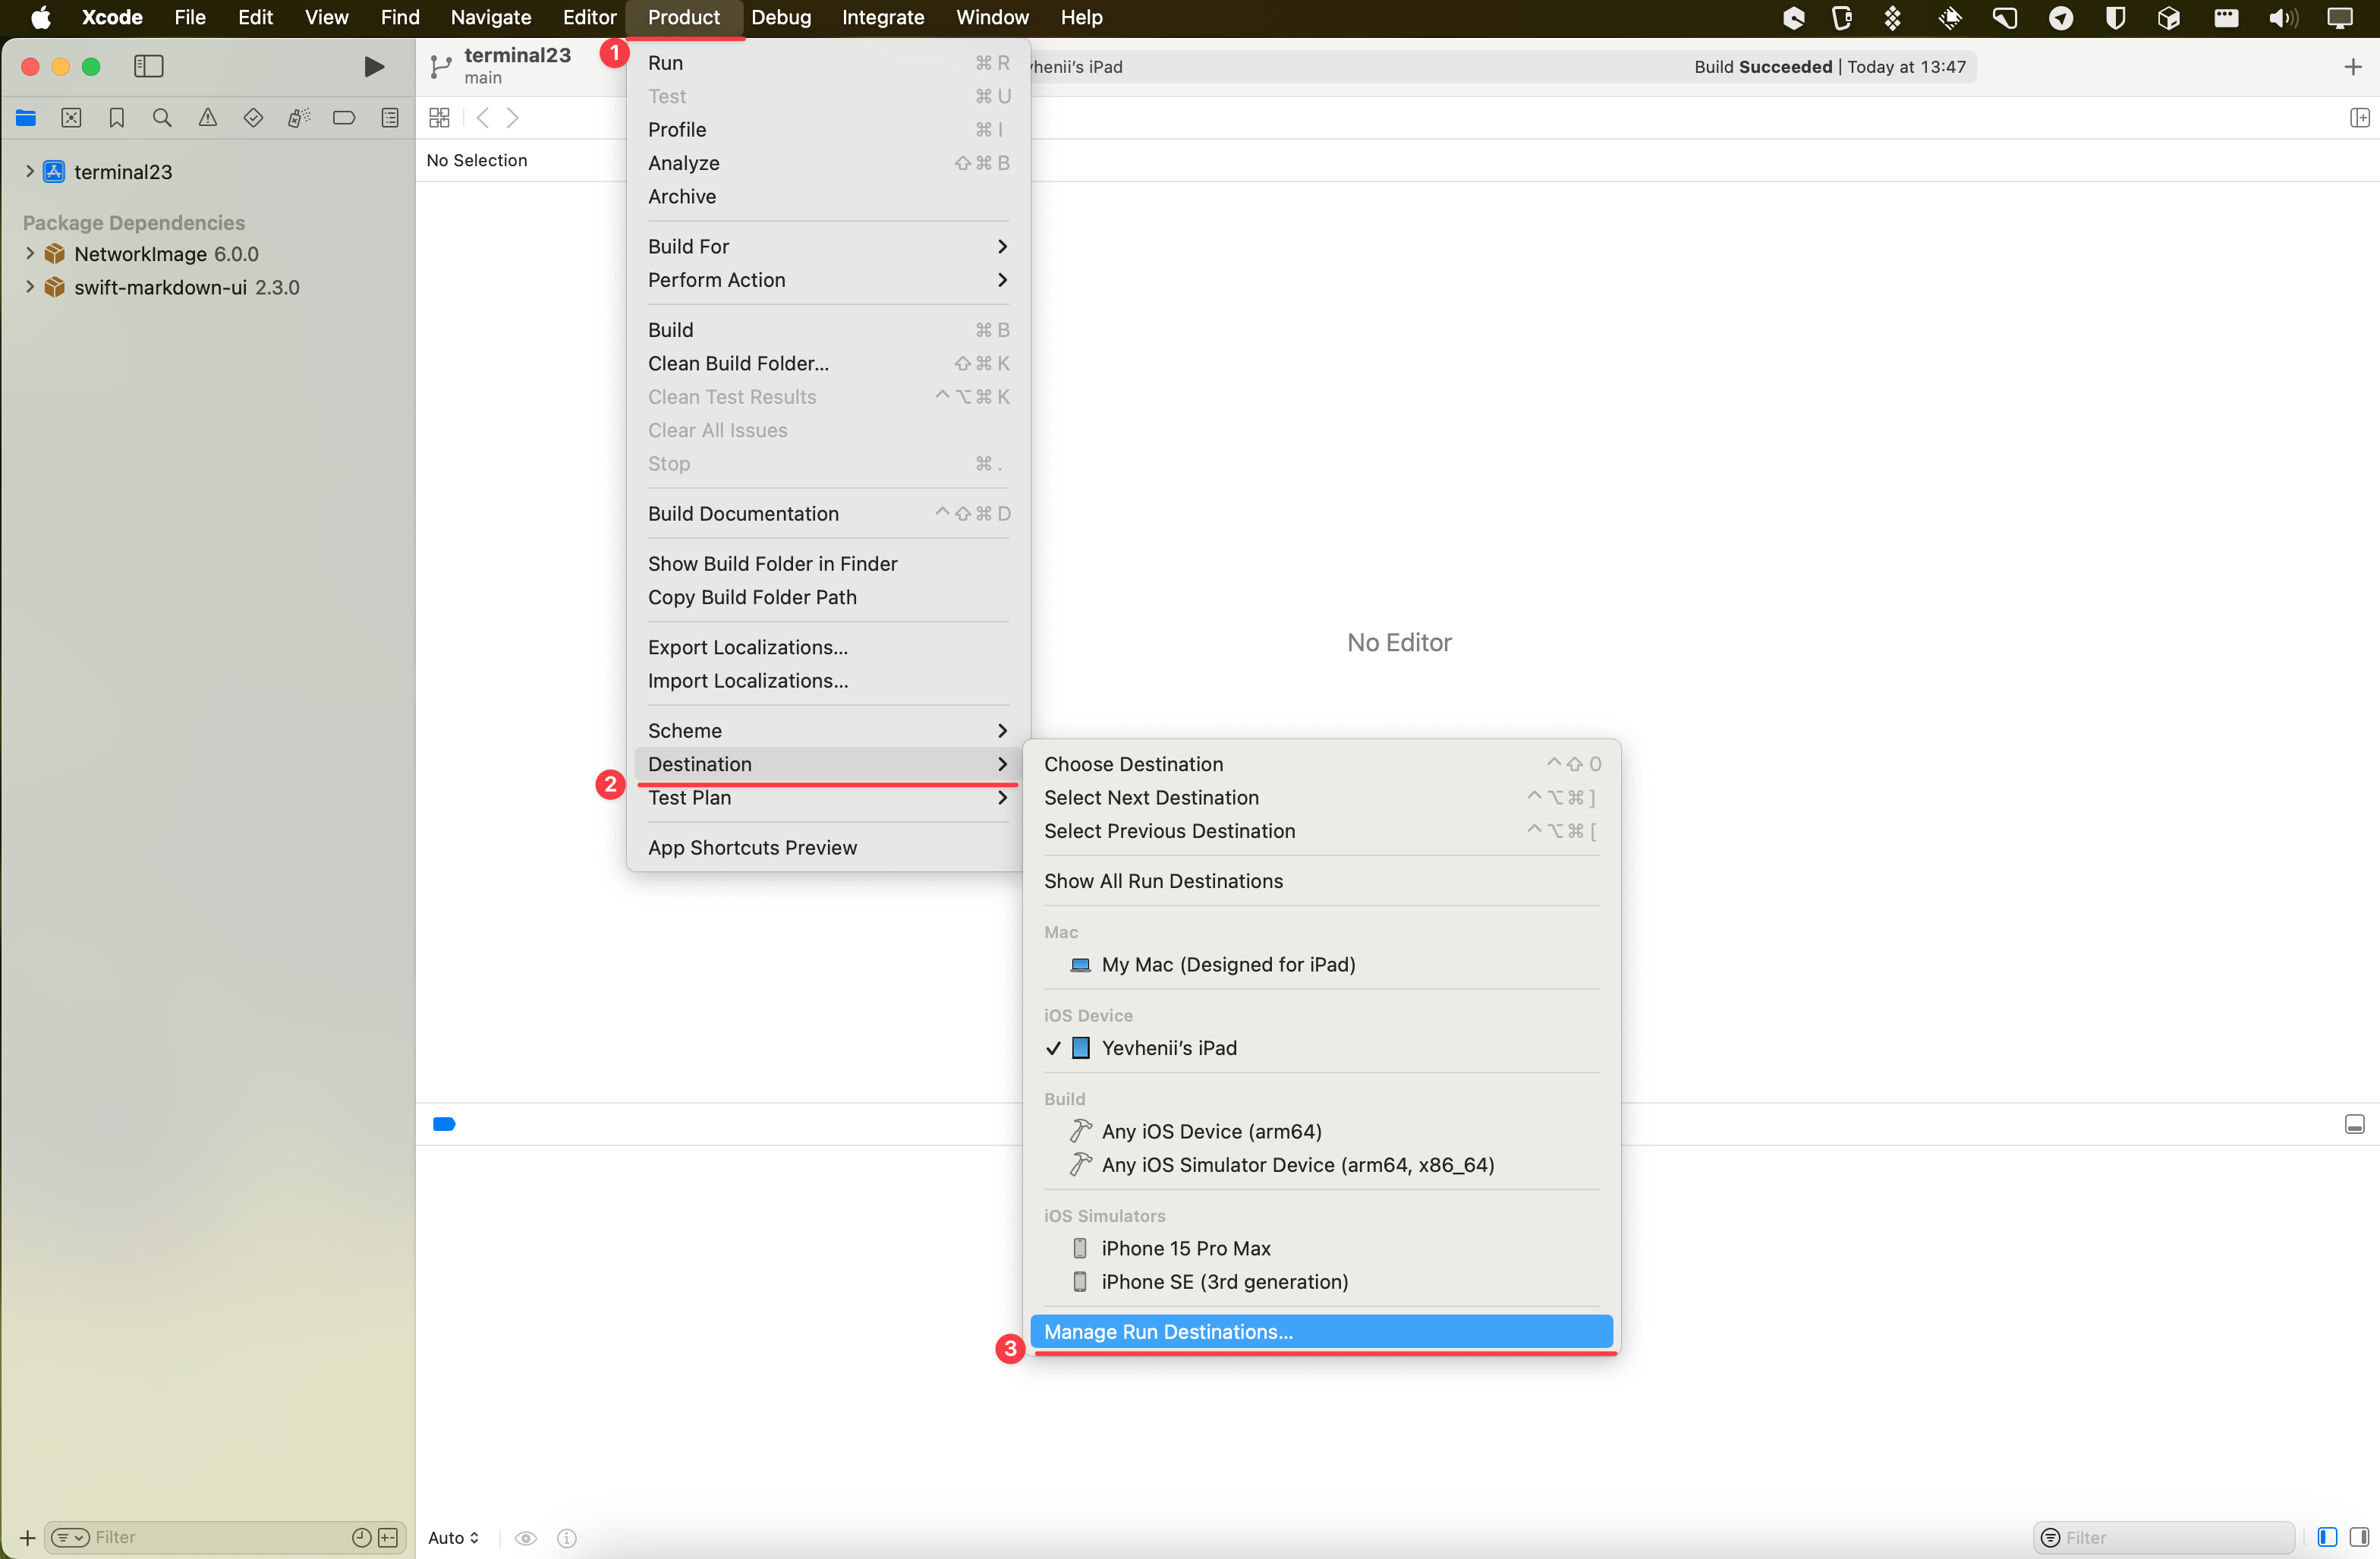 Xcode File Edit View Find Navigate Editor Product Debug Integrate Window Help
terminal23
main
1
vhenii’s iPad
Build Succeeded | Today at 13:47
No Selection
terminal23
Package Dependencies
NetworkImage 6.0.0
swift-markdown-ui 2.3.0
Run ⌘ R
Test ⌘ U
Profile ⌘ I
Analyze ⇧⌘ B
Archive
Build For
Perform Action
Build ⌘ B
Clean Build Folder... ⇧⌘ K
Clean Test Results ^⌥⌘ K
Clear All Issues
Stop ⌘ .
Build Documentation ^⇧⌘ D
Show Build Folder in Finder
Copy Build Folder Path
Export Localizations...
Import Localizations...
Scheme
Destination
2
Test Plan
App Shortcuts Preview
No Editor
Choose Destination ^⇧ O
Select Next Destination ^⌥⌘ ]
Select Previous Destination ^⌥⌘ [
Show All Run Destinations
Mac
My Mac (Designed for iPad)
iOS Device
✓ Yevhenii’s iPad
Build
Any iOS Device (arm64)
Any iOS Simulator Device (arm64, x86_64)
iOS Simulators
iPhone 15 Pro Max
iPhone SE (3rd generation)
Manage Run Destinations...
3
Filter
Auto
Filter